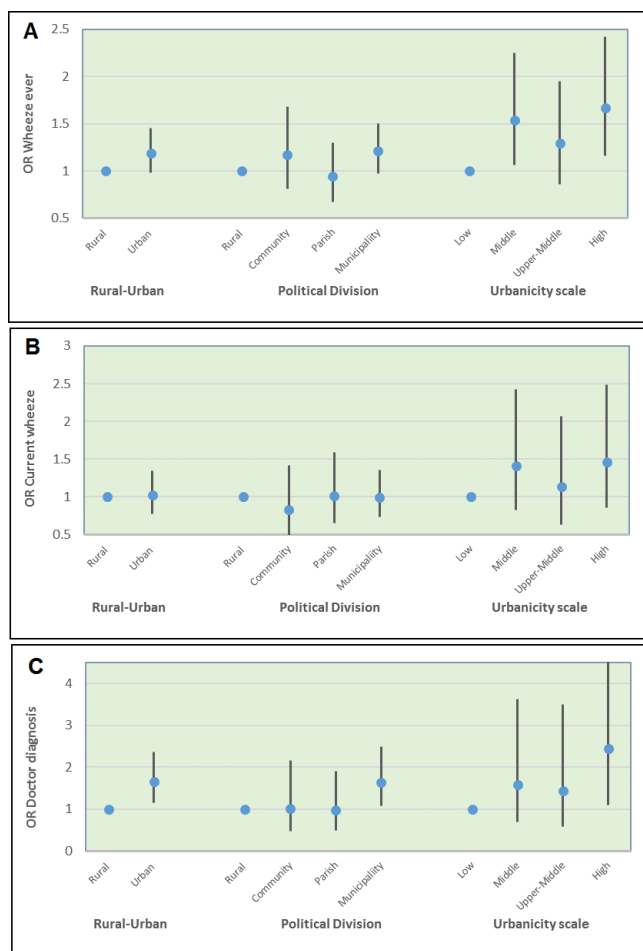 A
OR Wheeze ever
2.5
2
1.5
1
0.5
Rural
Urban
Rural
Community
Parish
Municipaliity
Low
Middle
Upper-Middle
High
Rural-Urban
Political Division
Urbanicity scale
B
OR Current wheeze
3
2.5
2
1.5
1
0.5
Rural
Urban
Rural
Community
Parish
Municipaliity
Low
Middle
Upper-Middle
High
Rural-Urban
Political Division
Urbanicity scale
C
OR Doctor diagnosis
4
3
2
1
0
Rural
Urban
Rural
Community
Parish
Municipaliity
Low
Middle
Upper-Middle
High
Rural-Urban
Political Division
Urbanicity scale